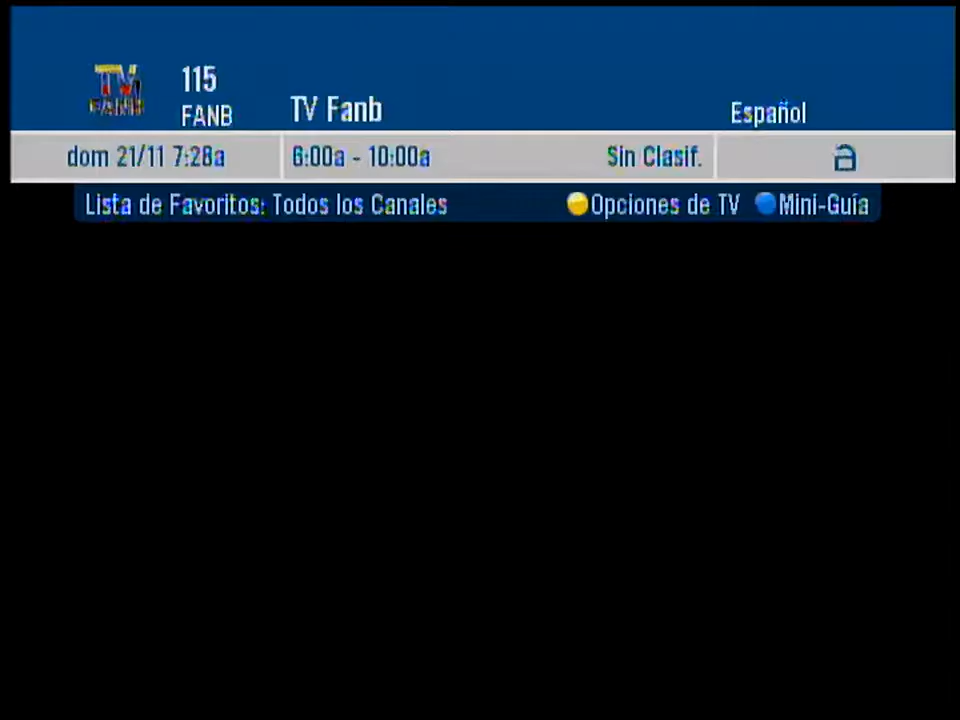 TV
FANB
115
FANB
TV Fanb
Español
dom 21/11 7:28a
6:00a - 10:00a
Sin Clasif.
Lista de Favoritos: Todos los Canales
Opciones de TV
Mini-Guía